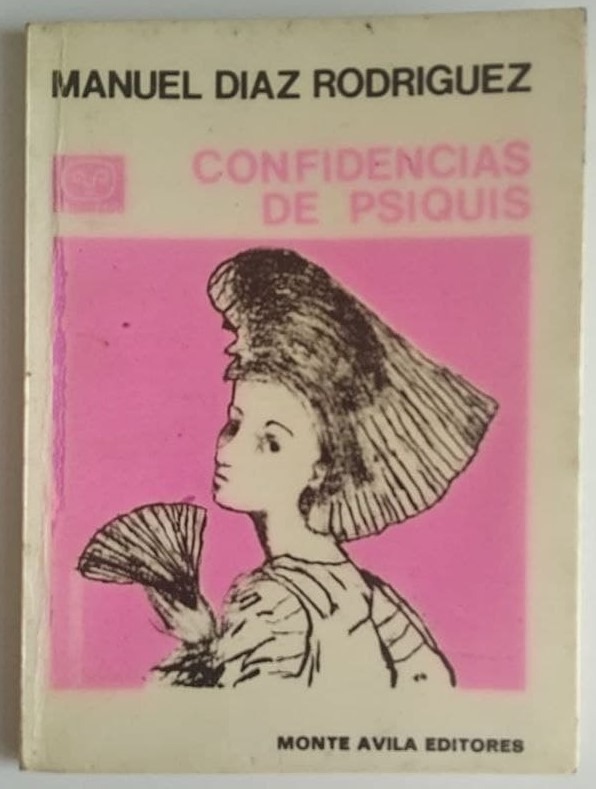 MANUEL DIAZ RODRIGUEZ
CONFIDENCIAS
DE PSIQUIS
MONTE AVILA EDITORES